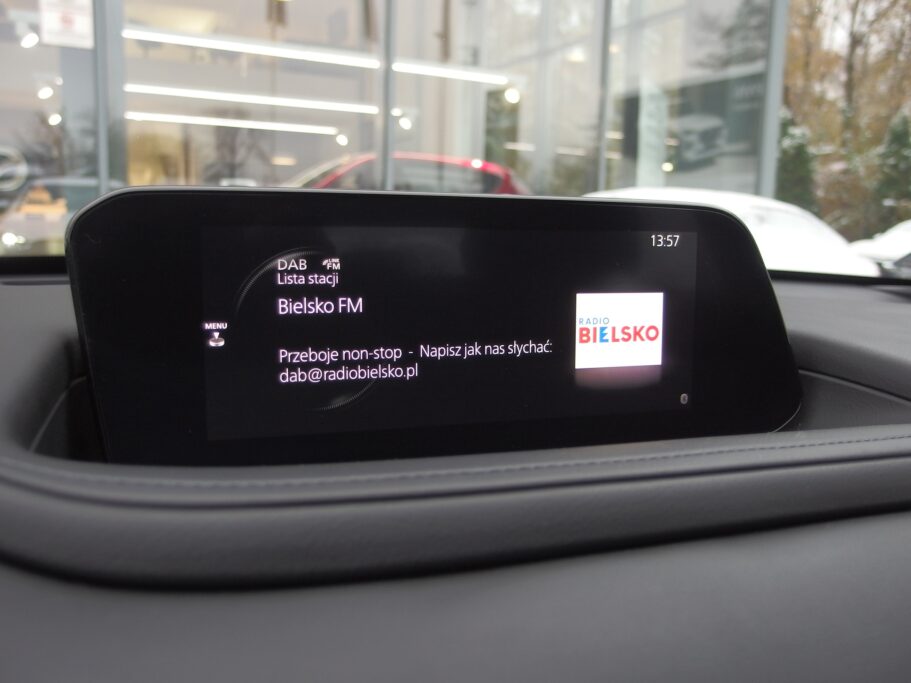 13:57
DAB LINK FM
Lista stacji
Bielsko FM
MENU
RADIO
BIELSKO
Przeboje non-stop - Napisz jak nas słychać:
dab@radiobielsko.pl